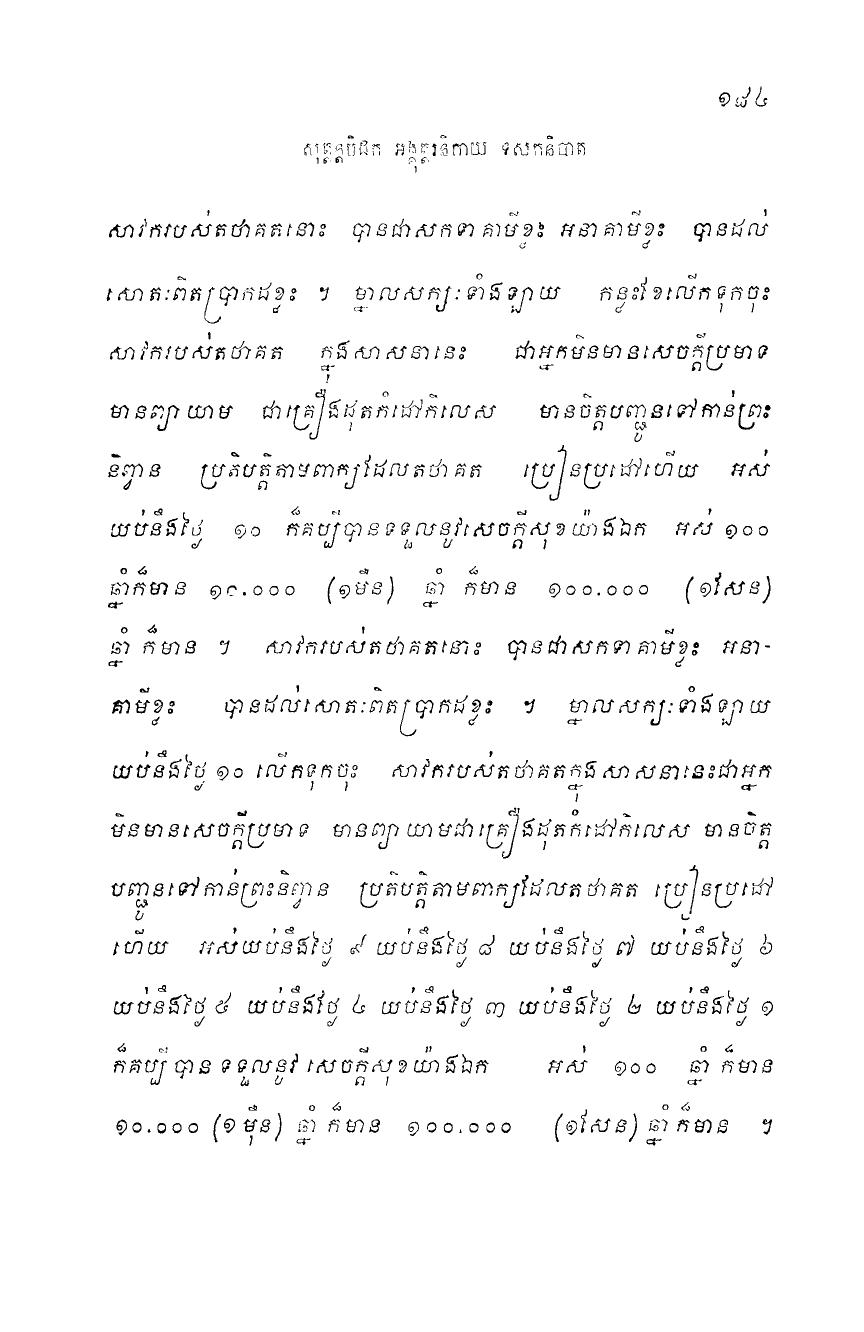 ១៨៤
សុត្តន្តបិដក អង្គុត្តរនិកាយ ទសកនិបាត
សាវករបស់តថាគតនោះ បានជាសកទាគាមីខ្លះ អនាគាមីខ្លះ បានដល់
សោតៈពិតប្រាកដខ្លះ ។ ម្នាលសក្យៈទាំងឡាយ កន្លះខែលើកទុកចុះ
សាវករបស់តថាគត ក្នុងសាសនានេះ ជាអ្នកមិនមានសេចក្តីប្រមាទ
មានព្យាយាម ជាគ្រឿងដុតកំដៅកិលេស មានចិត្តបញ្ជូនទៅកាន់ព្រះ
និព្វាន ប្រតិបត្តិតាមពាក្យដែលតថាគត ប្រៀនប្រដៅហើយ អស់
យប់នឹងថ្ងៃ ១០ ក៏គប្បីបានទទួលនូវសេចក្តីសុខយ៉ាងឯក អស់ ១០០
ឆ្នាំក៏មាន ១០.០០០ (១មឺន) ឆ្នាំ ក៏មាន ១០០.០០០ (១សែន)
ឆ្នាំ ក៏មាន ។ សាវករបស់តថាគតនោះ បានជាសកទាគាមីខ្លះ អនា-
គាមីខ្លះ បានដល់សោតៈពិតប្រាកដខ្លះ ។ ម្នាលសក្យៈទាំងឡាយ
យប់នឹងថ្ងៃ ១០ លើកទុកចុះ សាវករបស់តថាគតក្នុងសាសនានេះជាអ្នក
មិនមានសេចក្តីប្រមាទ មានព្យាយាមជាគ្រឿងដុតកំដៅកិលេស មានចិត្ត
បញ្ជូនទៅកាន់ព្រះនិព្វាន ប្រតិបត្តិតាមពាក្យដែលតថាគត ប្រៀនប្រដៅ
ហើយ អស់យប់នឹងថ្ងៃ ៩ យប់នឹងថ្ងៃ ៨ យប់នឹងថ្ងៃ ៧ យប់នឹងថ្ងៃ ៦
យប់នឹងថ្ងៃ ៥ យប់នឹងថ្ងៃ ៤ យប់នឹងថ្ងៃ ៣ យប់នឹងថ្ងៃ ២ យប់នឹងថ្ងៃ ១
ក៏គប្បីបានទទួលនូវសេចក្តីសុខយ៉ាងឯក អស់ ១០០ ឆ្នាំ ក៏មាន
១០.០០០ (១ម៉ឺន) ឆ្នាំ ក៏មាន ១០០.០០០ (១សែន) ឆ្នាំក៏មាន ។